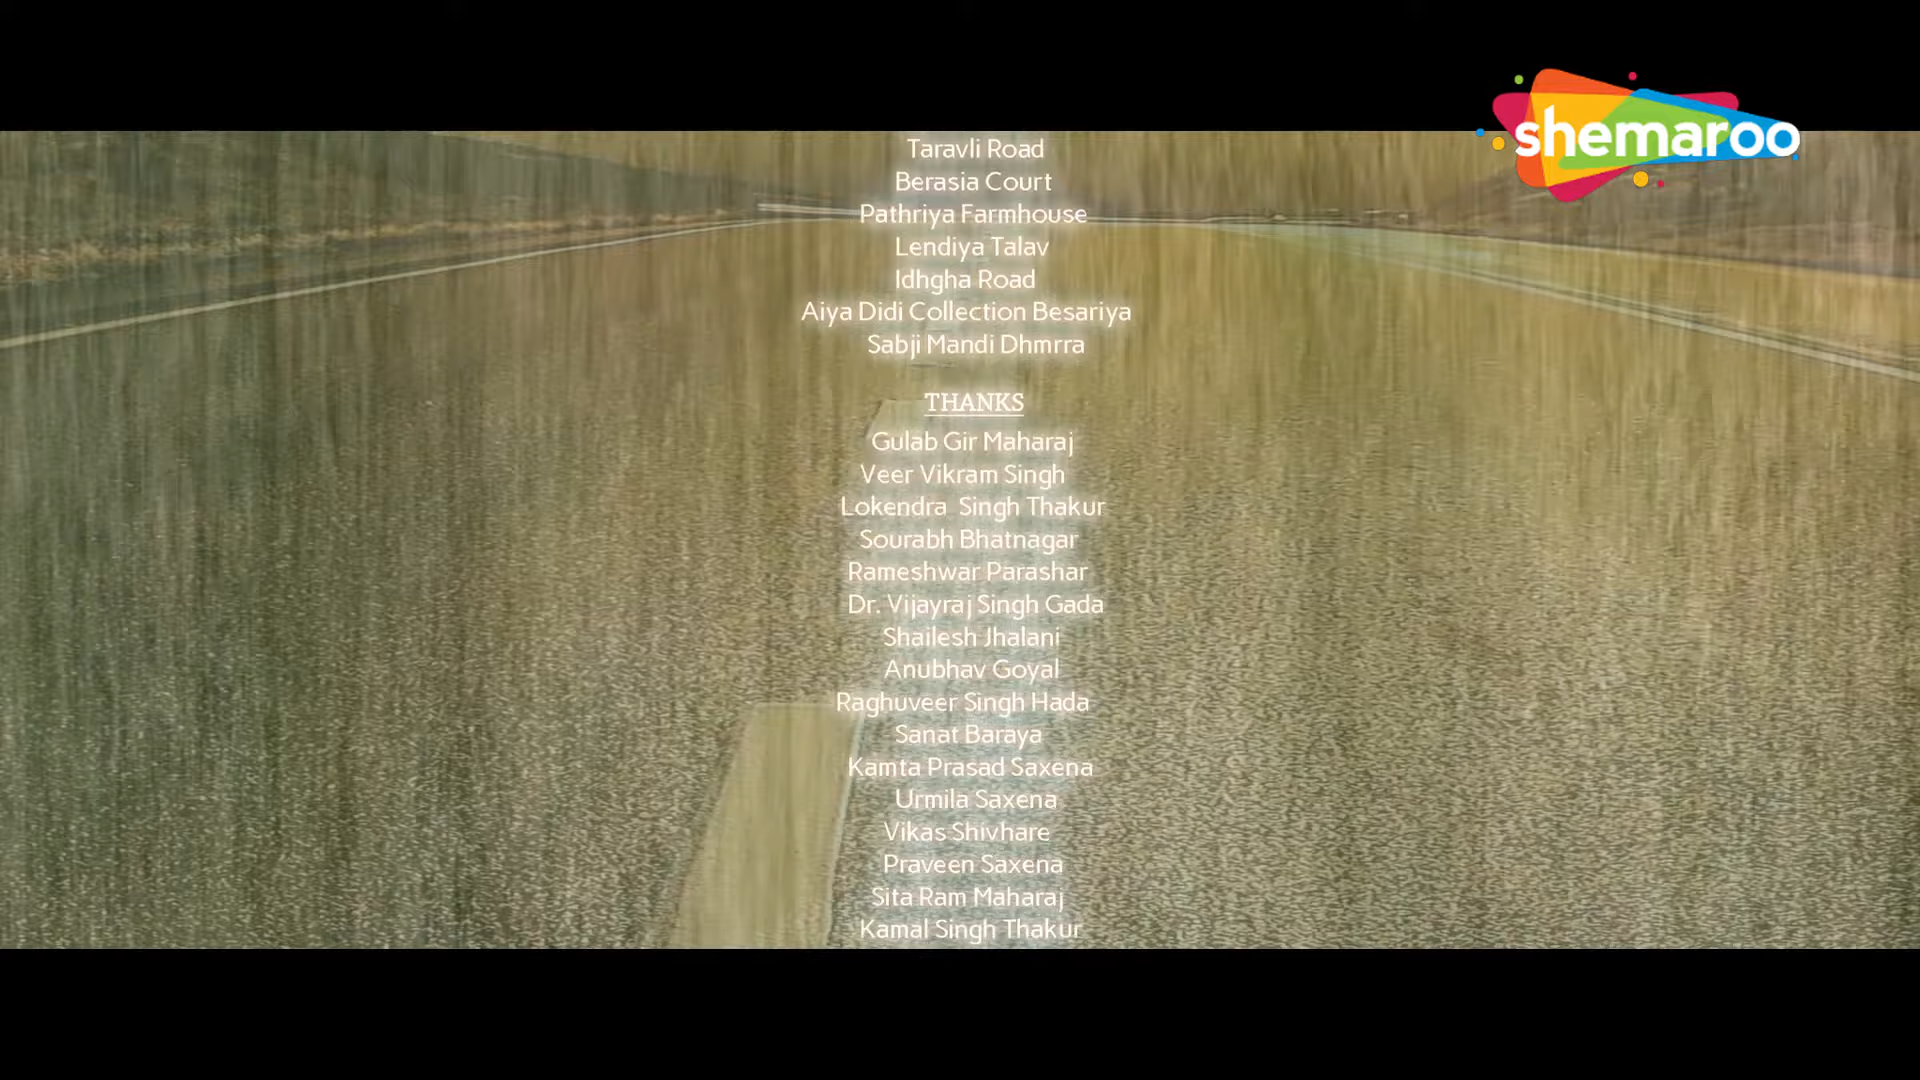 shemaroo
Taravli Road
Berasia Court
Pathriya Farmhouse
Lendiya Talav
Idhgha Road
Aiya Didi Collection Besariya
Sabji Mandi Dhmrra
THANKS
Gulab Gir Maharaj
Veer Vikram Singh
Lokendra Singh Thakur
Sourabh Bhatnagar
Rameshwar Parashar
Dr. Vijayraj Singh Gada
Shailesh Jhalani
Anubhav Goyal
Raghuveer Singh Hada
Sanat Baraya
Kamta Prasad Saxena
Urmila Saxena
Vikas Shivhare
Praveen Saxena
Sita Ram Maharaj
Kamal Singh Thakur